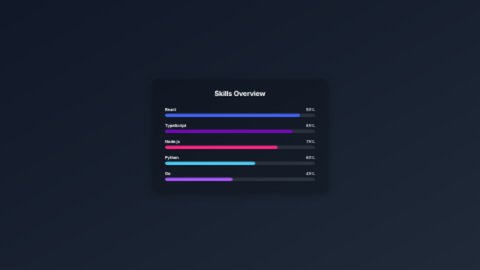 Skills Overview
React 90%
TypeScript 85%
Node.js 75%
Python 60%
Go 45%